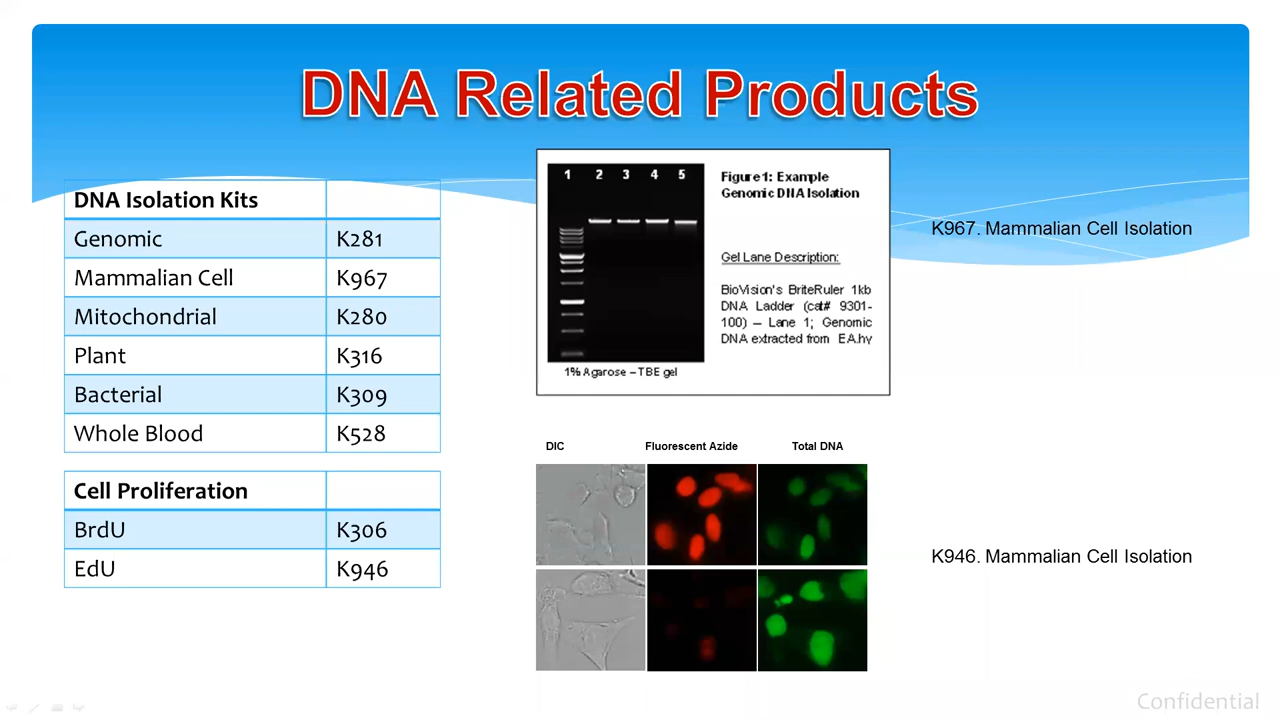 DNA Related Products
DNA Isolation Kits
Genomic K281
Mammalian Cell K967
Mitochondrial K280
Plant K316
Bacterial K309
Whole Blood K528
Cell Proliferation
BrdU K306
EdU K946
1 2 3 4 5
1% Agarose – TBE gel
Figure 1: Example
Genomic DNA Isolation
Gel Lane Description:
BioVision's BriteRuler 1kb
DNA Ladder (cat# 9301-
100) – Lane 1; Genomic
DNA extracted from EA.hy
K967. Mammalian Cell Isolation
DIC Fluorescent Azide Total DNA
K946. Mammalian Cell Isolation
Confidential